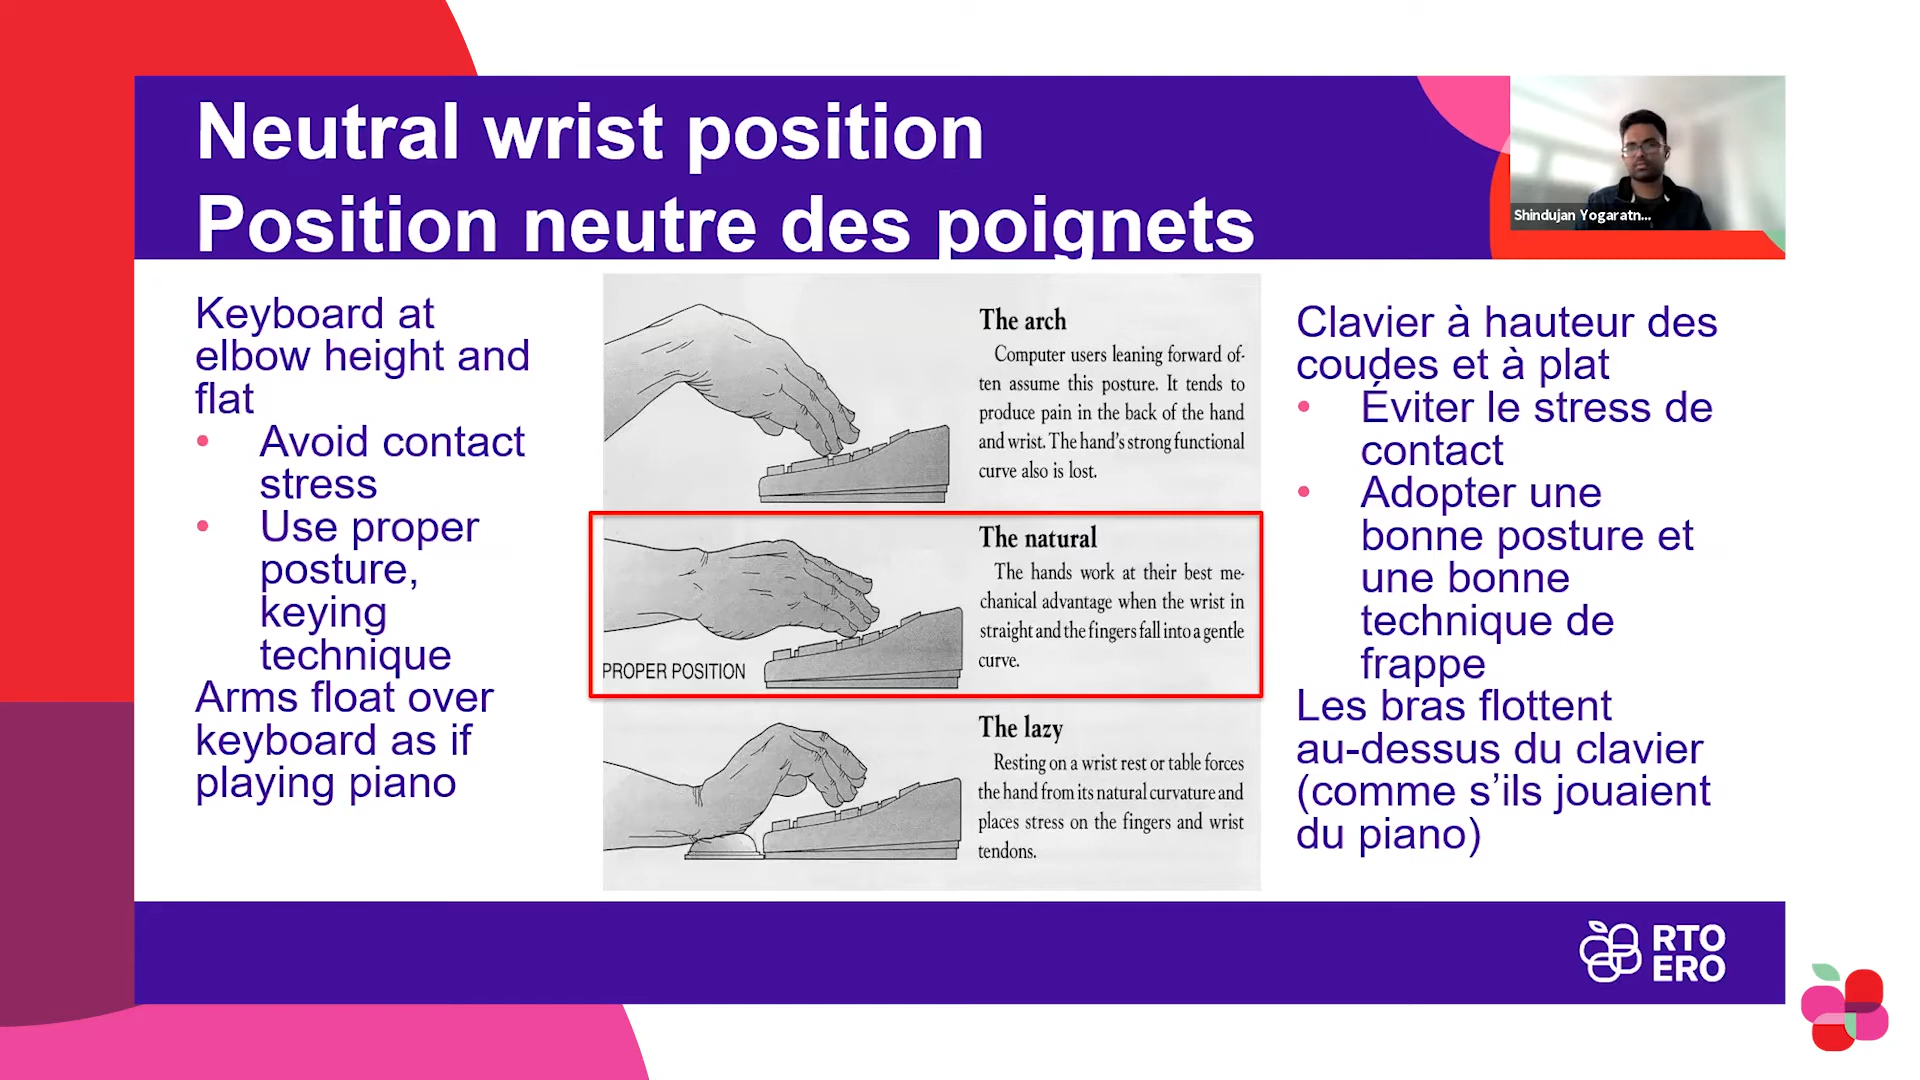 Neutral wrist position
Position neutre des poignets
Shindujan Yogaratn...
Keyboard at
elbow height and
flat
• Avoid contact
stress
• Use proper
posture,
keying
technique
Arms float over
keyboard as if
playing piano
The arch
Computer users leaning forward of-
ten assume this posture. It tends to
produce pain in the back of the hand
and wrist. The hand's strong functional
curve also is lost.
The natural
The hands work at their best me-
chanical advantage when the wrist in
straight and the fingers fall into a gentle
curve.
PROPER POSITION
The lazy
Resting on a wrist rest or table forces
the hand from its natural curvature and
places stress on the fingers and wrist
tendons.
Clavier à hauteur des
coudes et à plat
• Éviter le stress de
contact
• Adopter une
bonne posture et
une bonne
technique de
frappe
Les bras flottent
au-dessus du clavier
(comme s'ils jouaient
du piano)
RTO
ERO